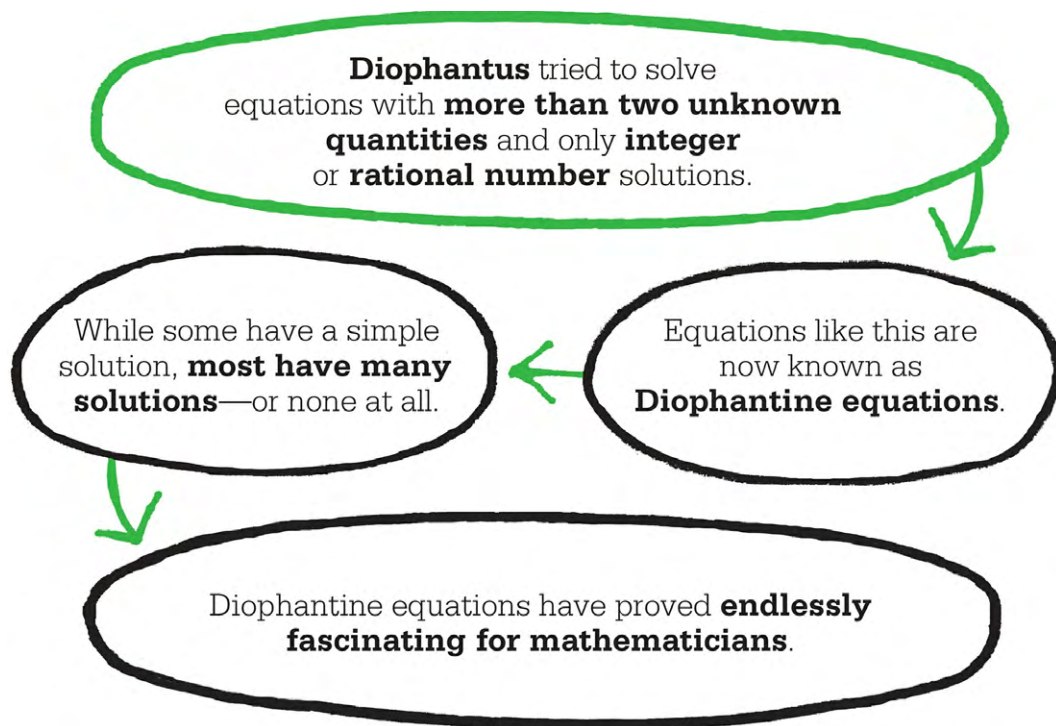 Diophantus tried to solve
equations with more than two unknown
quantities and only integer
or rational number solutions.
Equations like this are
now known as
Diophantine equations.
While some have a simple
solution, most have many
solutions—or none at all.
Diophantine equations have proved endlessly
fascinating for mathematicians.